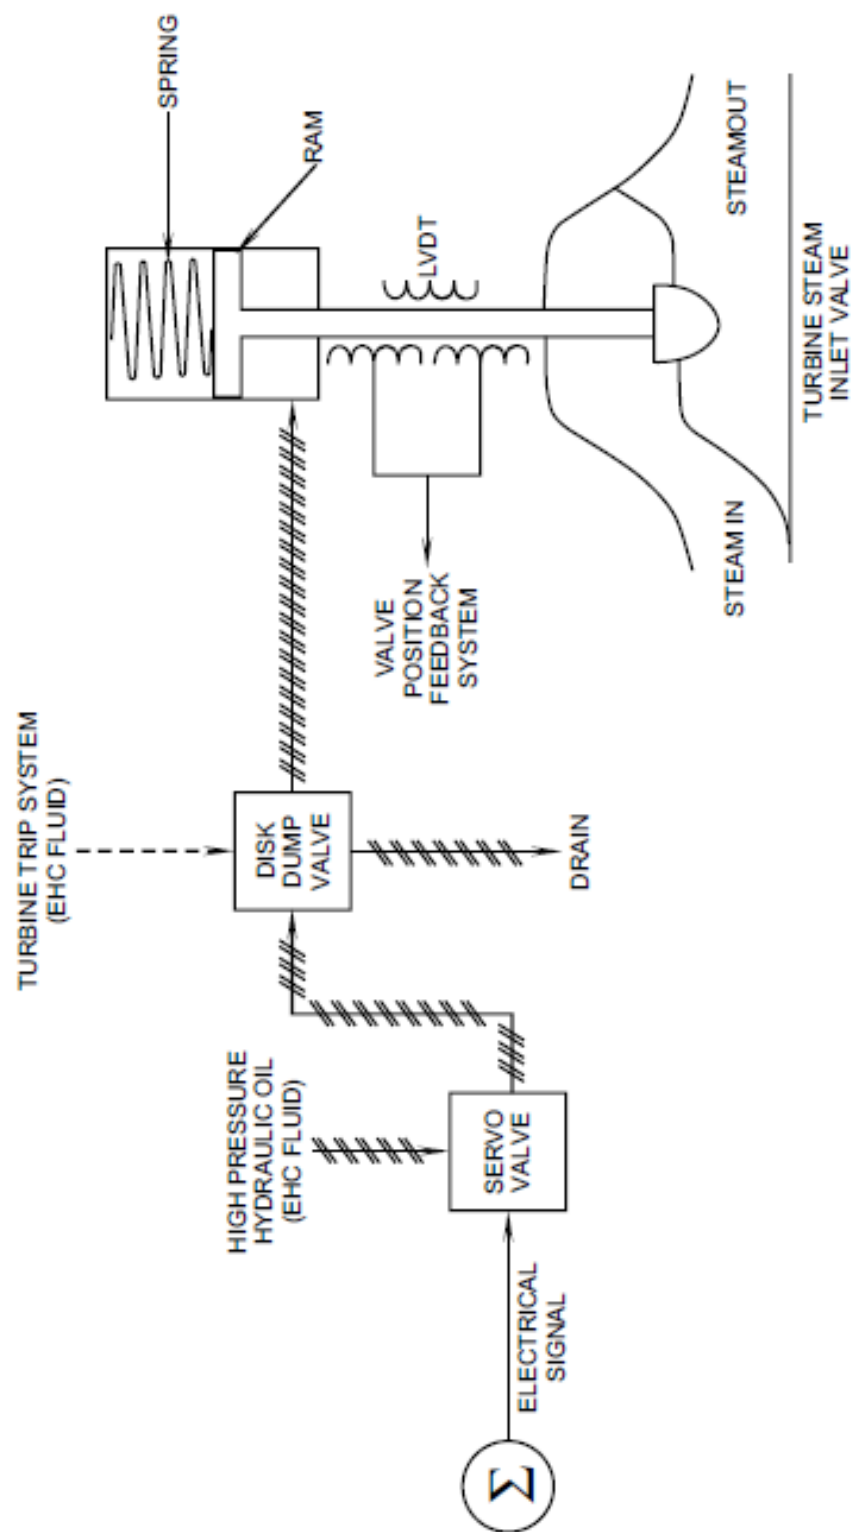 TURBINE TRIP SYSTEM
(EHC FLUID)
HIGH PRESSURE
HYDRAULIC OIL
(EHC FLUID)
Σ
ELECTRICAL
SIGNAL
SERVO
VALVE
DISK
DUMP
VALVE
DRAIN
VALVE
POSITION
FEEDBACK
SYSTEM
SPRING
RAM
LVDT
STEAM IN
STEAMOUT
TURBINE STEAM
INLET VALVE